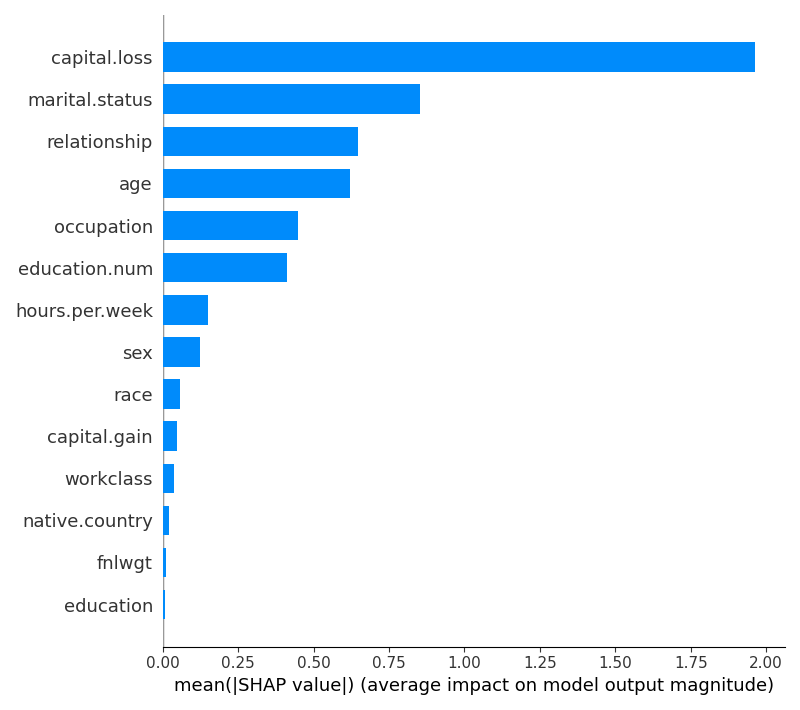 capital.loss
marital.status
relationship
age
occupation
education.num
hours.per.week
sex
race
capital.gain
workclass
native.country
fnlwgt
education
0.00 0.25 0.50 0.75 1.00 1.25 1.50 1.75 2.00
mean(|SHAP value|) (average impact on model output magnitude)